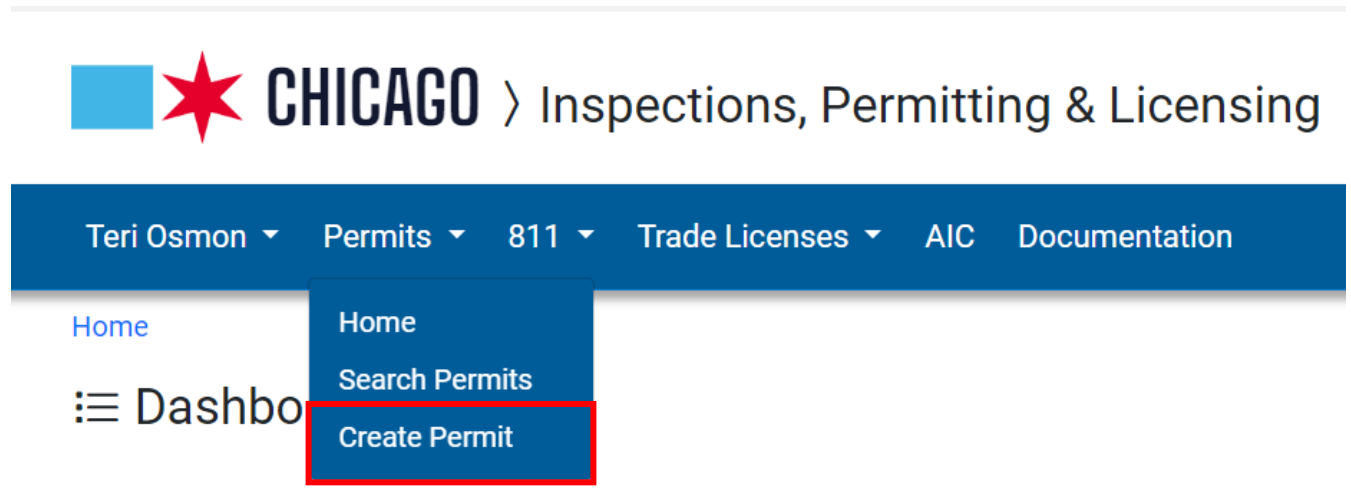 CHICAGO 〉 Inspections, Permitting & Licensing
Teri Osmon Permits 811 Trade Licenses AIC Documentation
Home
Dashbo
Home
Search Permits
Create Permit